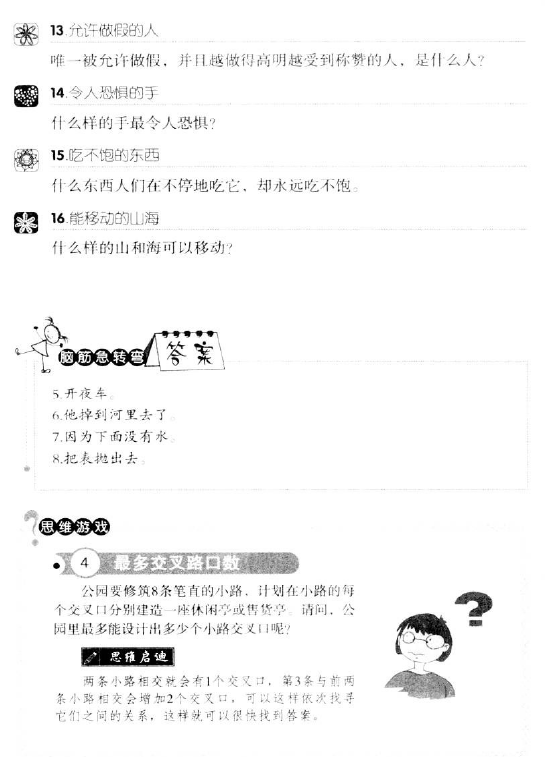 13.允许做假的人
唯一被允许做假，并且越做得高明越受到称赞的人，是什么人？
14.令人恐惧的手
什么样的手最令人恐惧？
15.吃不饱的东西
什么东西人们在不停地吃它，却永远吃不饱。
16.能移动的山海
什么样的山和海可以移动？
脑筋急转弯 答案
5.开夜车。
6.他掉到河里去了。
7.因为下面没有水。
8.把表抛出去。
思维游戏
4 最多交叉路口数
公园要修筑8条笔直的小路，计划在小路的每
个交叉口分别建造一座休闲亭或售货亭。请问，公
园里最多能设计出多少个小路交叉口呢？
思维启迪
两条小路相交就会有1个交叉口，第3条与前两
条小路相交会增加2个交叉口，可以这样依次找寻
它们之间的关系，这样就可以很快找到答案。
?